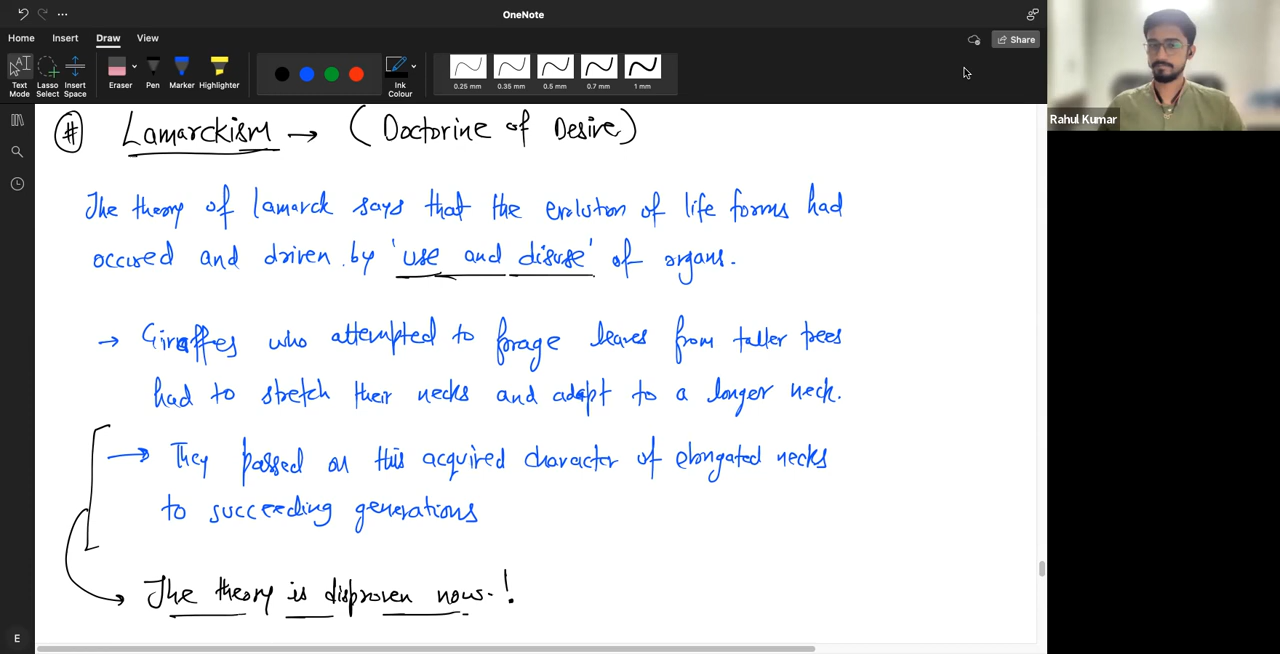 OneNote
Home Insert Draw View
Share
Text Mode
Lasso Select
Insert Space
Eraser
Pen
Marker
Highlighter
Ink Colour
0.25 mm 0.35 mm 0.5 mm 0.7 mm 1 mm
Rahul Kumar
# Lamarckism → (Doctorine of Desire)
The theory of lamarck says that the evolution of life forms had
occured and driven by 'use and disuse' of organs.
→ Giraffes who attempted to forage leaves from taller trees
had to stretch their necks and adapt to a longer neck.
→ They passed on this acquired character of elongated necks
to succeeding generations
→ The theory is disproven now.!
E